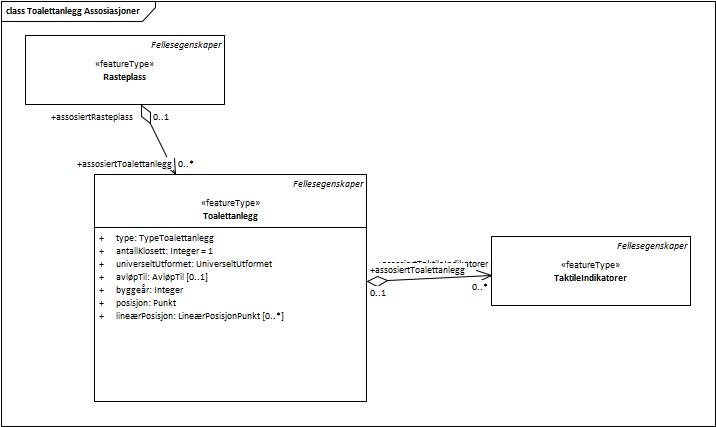 class Toalettanlegg Assosiasjoner
Fellesegenskaper
«featureType»
Rasteplass
+assosiertRasteplass 0..1
+assosiertToalettanlegg 0..*
Fellesegenskaper
«featureType»
Toalettanlegg
+ type: TypeToalettanlegg
+ antallKlosett: Integer = 1
+ universeltUtformet: UniverseltUtformet
+ avløpTil: AvløpTil [0..1]
+ byggeår: Integer
+ posisjon: Punkt
+ lineærPosisjon: LineærPosisjonPunkt [0..*]
+assosiertToalettanlegg
0..1
0..*
Fellesegenskaper
«featureType»
TaktileIndikatorer